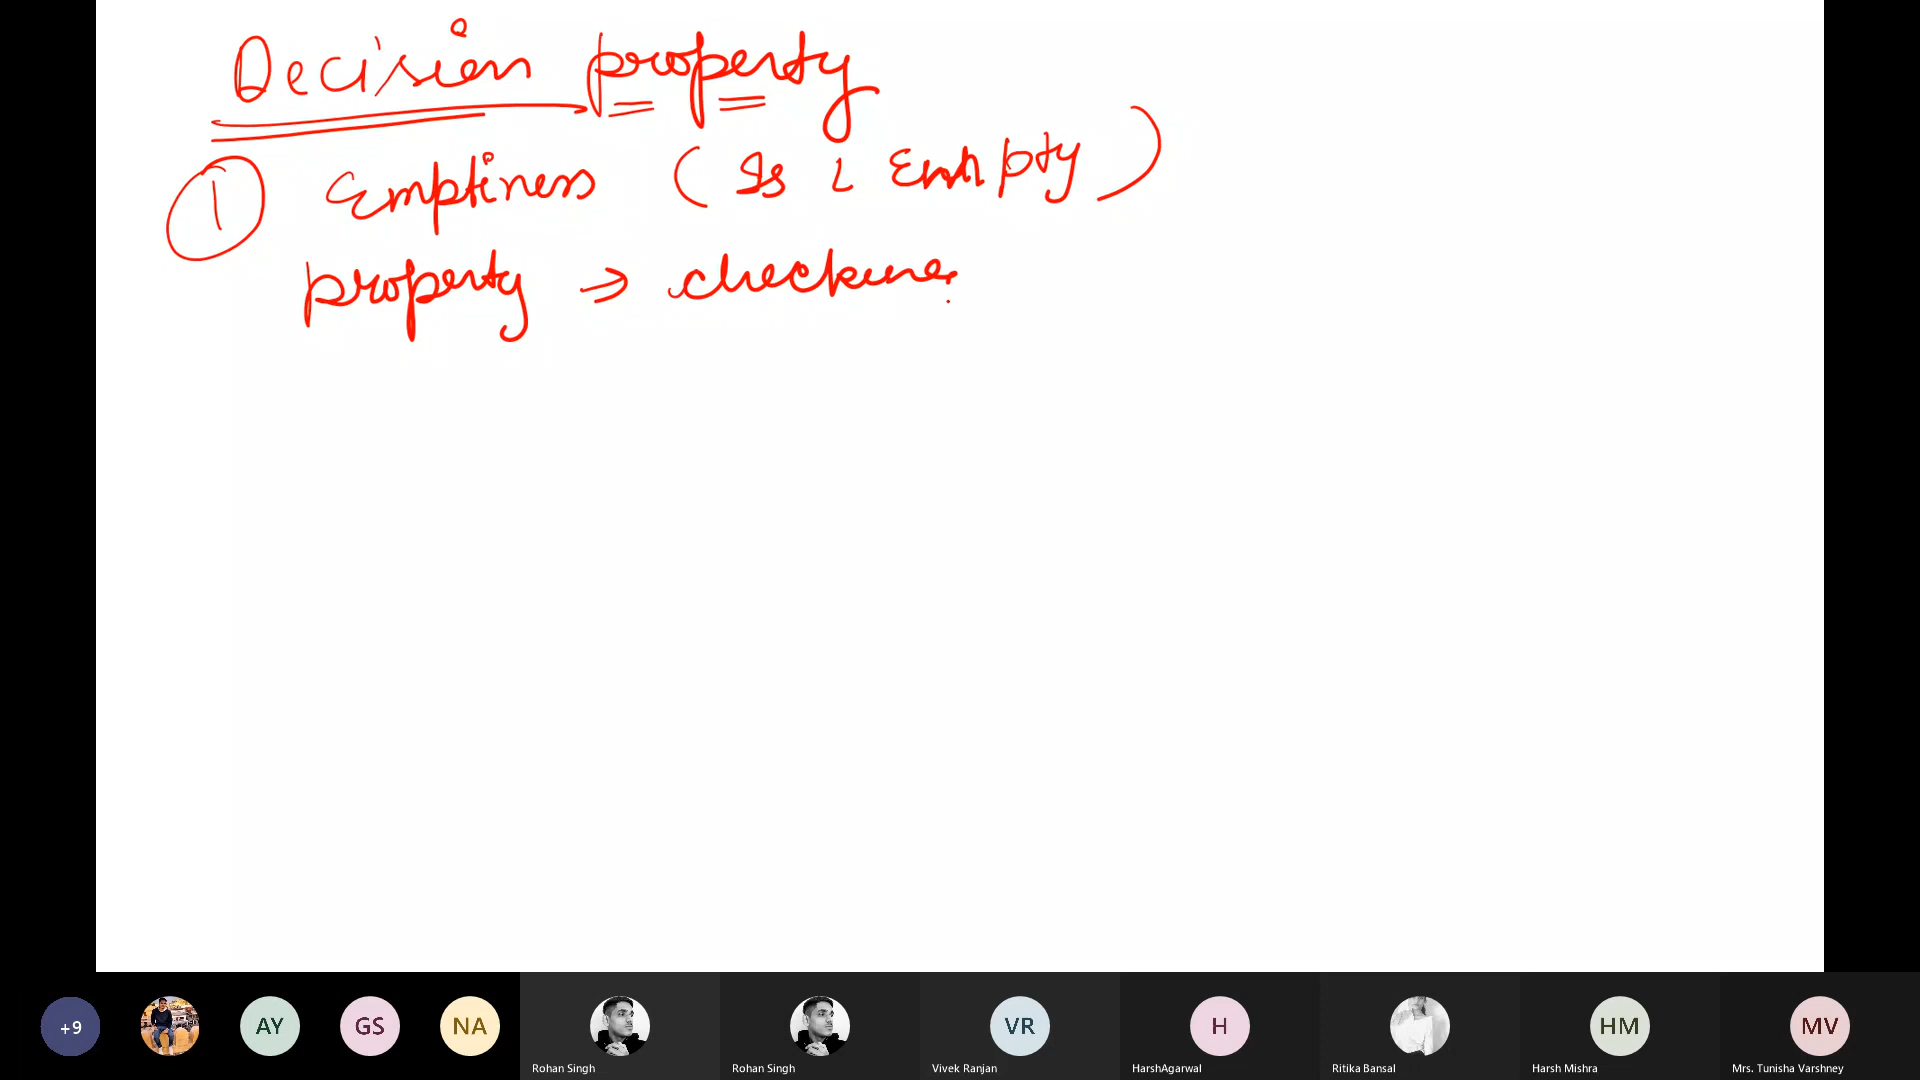 Decision property
① Emptiness (Is L Empty)
property → checking
+9 AY GS NA VR H HM MV
Rohan Singh Rohan Singh Vivek Ranjan HarshAgarwal Ritika Bansal Harsh Mishra Mrs. Tunisha Varshney